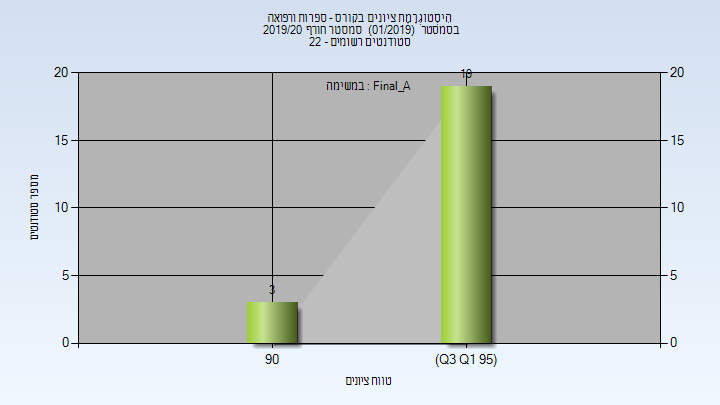 היסטוגרמת ציונים בקורס - ספרות ורפואה
בסמסטר (01/2019) סמסטר חורף 2019/20
סטודנטים רשומים - 22
במשימה : Final_A
20
15
10
5
0
20
15
10
5
0
מספר סטודנטים
3
19
90
(Q3 Q1 95)
טווח ציונים